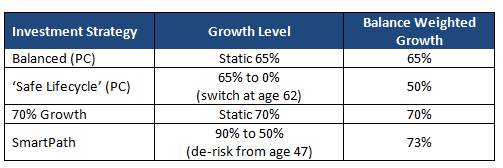 Investment Strategy Growth Level Balance Weighted
Growth
Balanced (PC) Static 65% 65%
‘Safe Lifecycle’ (PC) 65% to 0%
(switch at age 62) 50%
70% Growth Static 70% 70%
SmartPath 90% to 50%
(de-risk from age 47) 73%